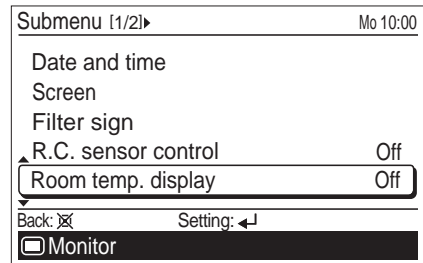 Submenu [1/2]▸ Mo 10:00
Date and time
Screen
Filter sign
R.C. sensor control Off
Room temp. display Off
Back: Setting:
Monitor